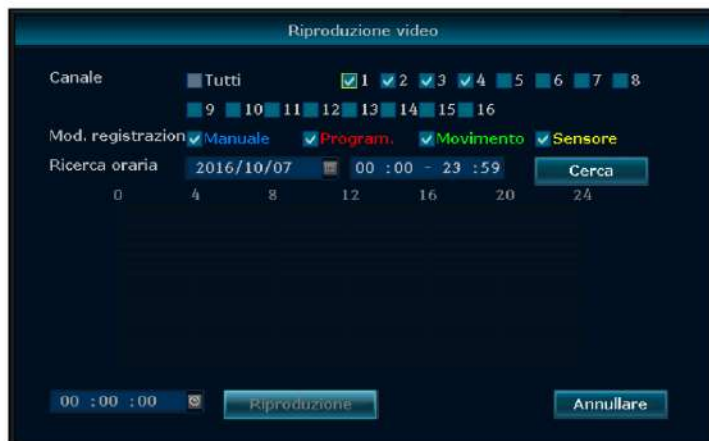 Riproduzione video
Canale Tutti 1 2 3 4 5 6 7 8
9 10 11 12 13 14 15 16
Mod. registrazion Manuale Program. Movimento Sensore
Ricerca oraria 2016/10/07 00 :00 - 23 :59 Cerca
0 4 8 12 16 20 24
00 :00 :00 Riproduzione Annullare